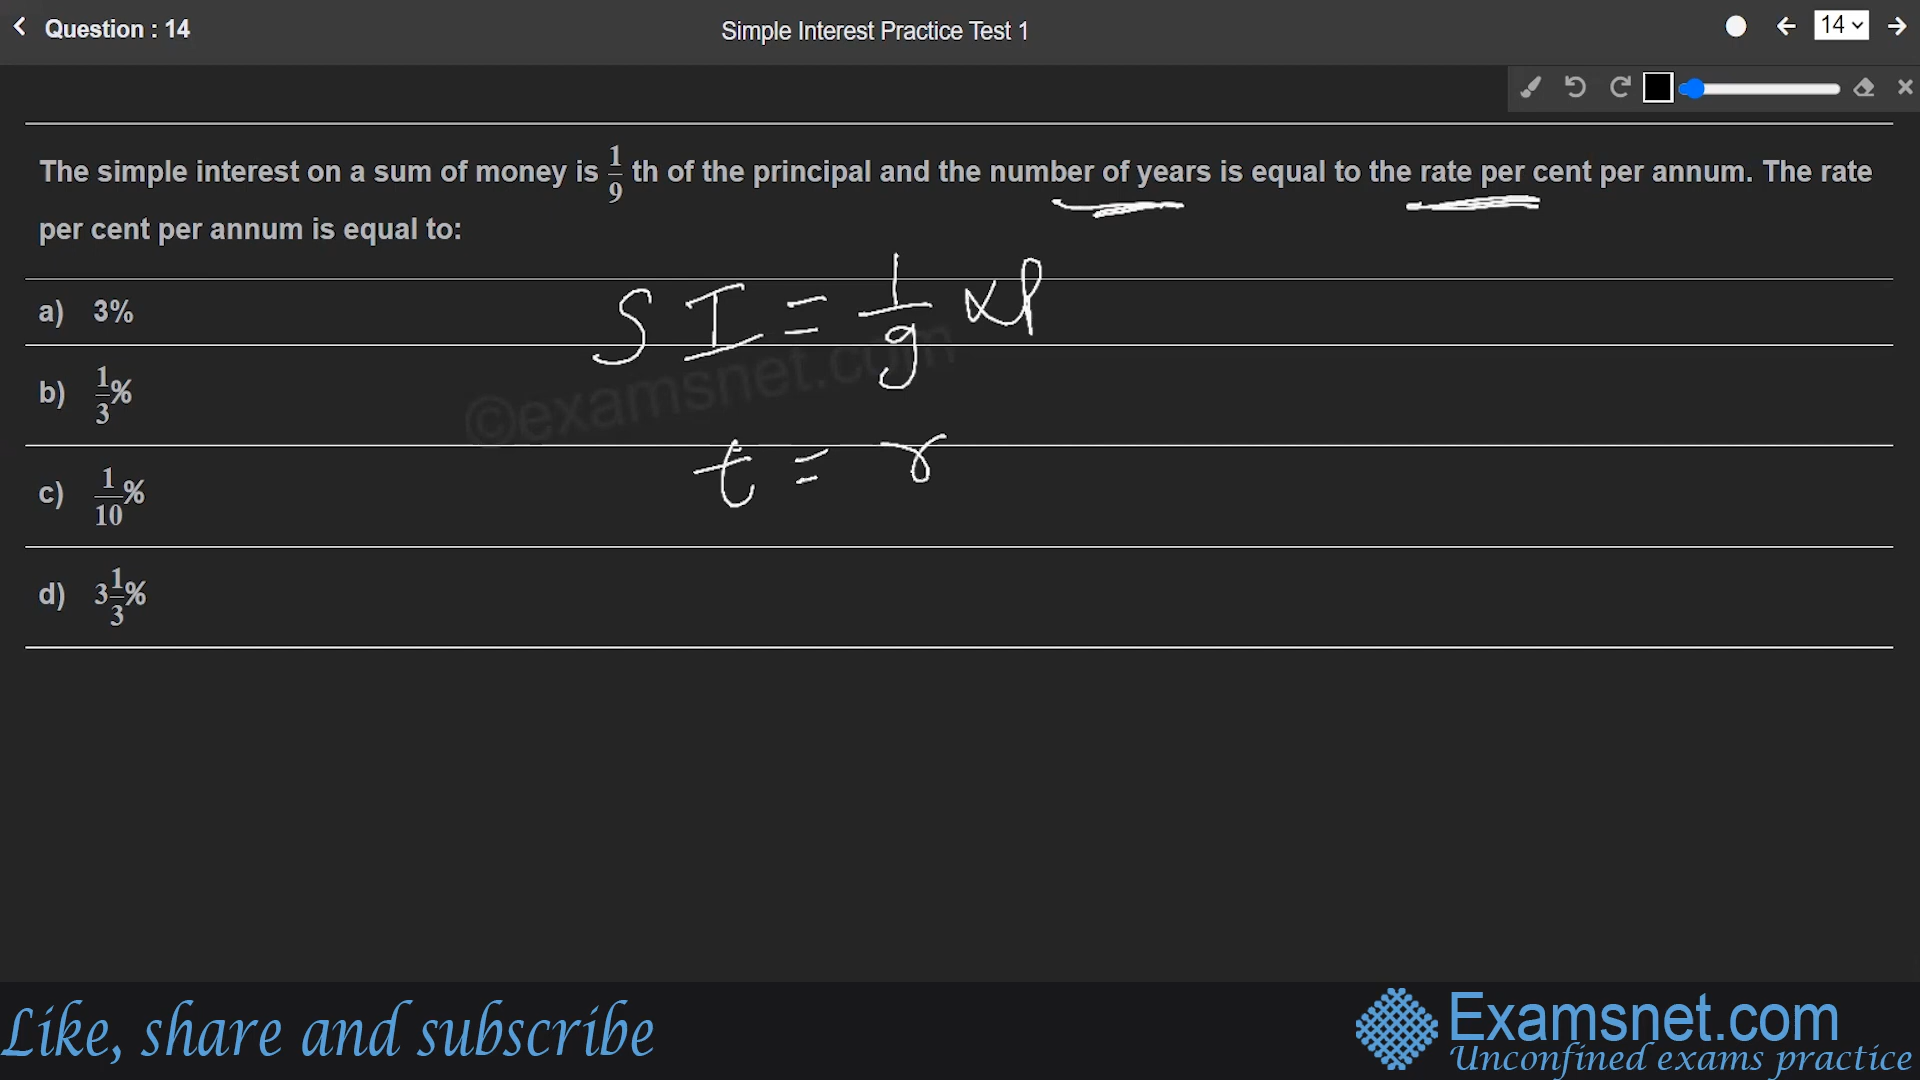 Question : 14
Simple Interest Practice Test 1
14
The simple interest on a sum of money is 1/9 th of the principal and the number of years is equal to the rate per cent per annum. The rate
per cent per annum is equal to:
a) 3%
b) 1/3%
c) 1/10%
d) 3 1/3%
S I = 1/9 × P
t = r
©examsnet.com
Like, share and subscribe
Examsnet.com
Unconfined exams practice